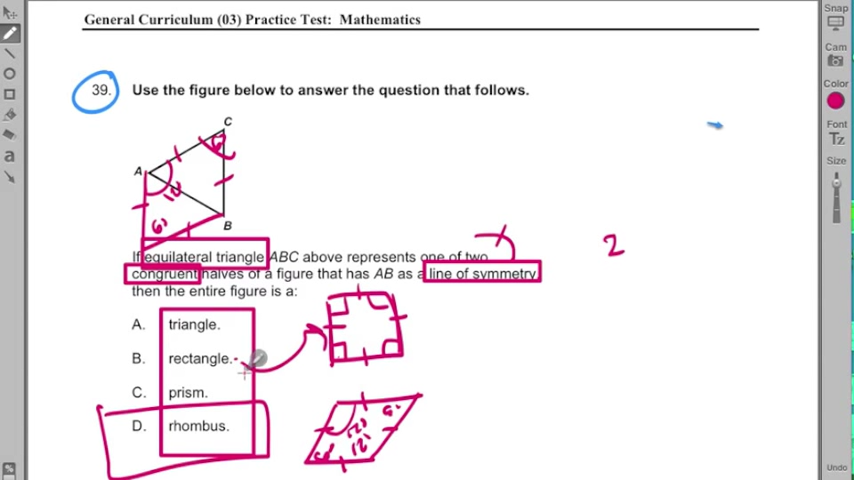 General Curriculum (03) Practice Test: Mathematics
39. Use the figure below to answer the question that follows.
C
A
B
If equilateral triangle ABC above represents one of two
congruent halves of a figure that has AB as a line of symmetry,
then the entire figure is a:
A. triangle.
B. rectangle.
C. prism.
D. rhombus.
2
Snap
Cam
Color
Font
Tz
Size
Undo
a
%